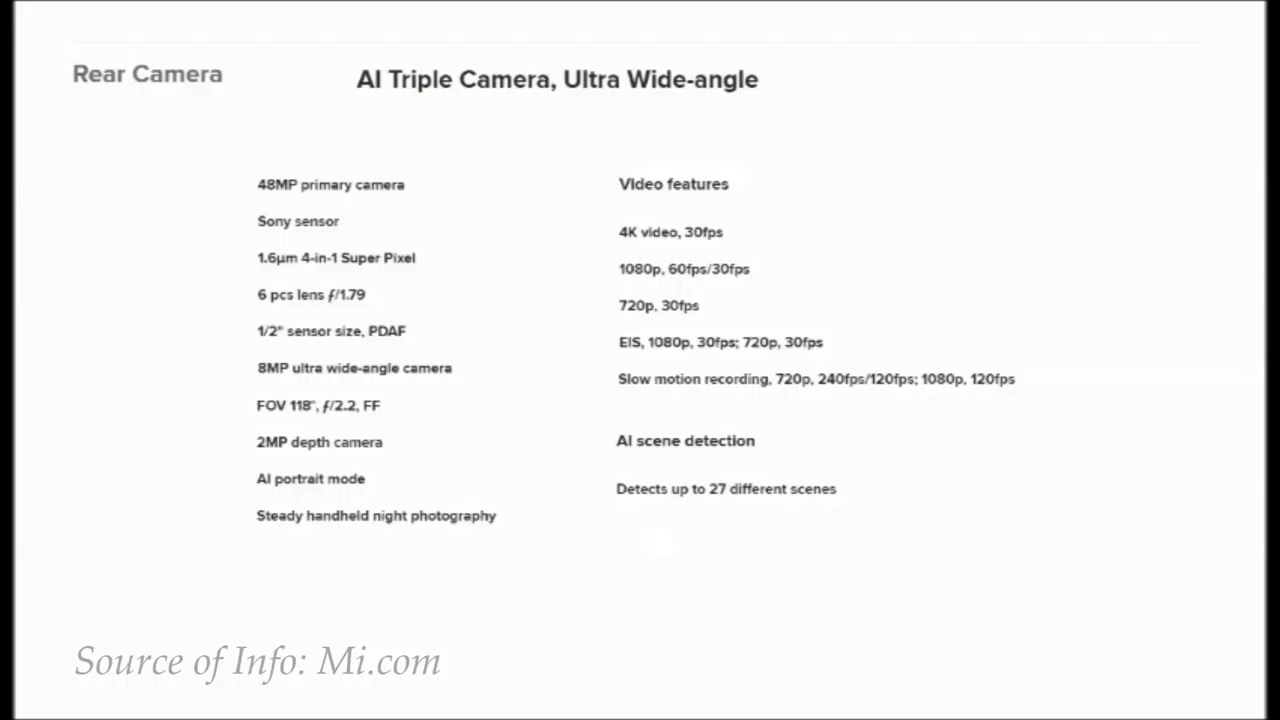 Rear Camera
AI Triple Camera, Ultra Wide-angle
48MP primary camera
Sony sensor
1.6μm 4-in-1 Super Pixel
6 pcs lens ƒ/1.79
1/2" sensor size, PDAF
8MP ultra wide-angle camera
FOV 118°, ƒ/2.2, FF
2MP depth camera
AI portrait mode
Steady handheld night photography
Video features
4K video, 30fps
1080p, 60fps/30fps
720p, 30fps
EIS, 1080p, 30fps; 720p, 30fps
Slow motion recording, 720p, 240fps/120fps; 1080p, 120fps
AI scene detection
Detects up to 27 different scenes
Source of Info: Mi.com